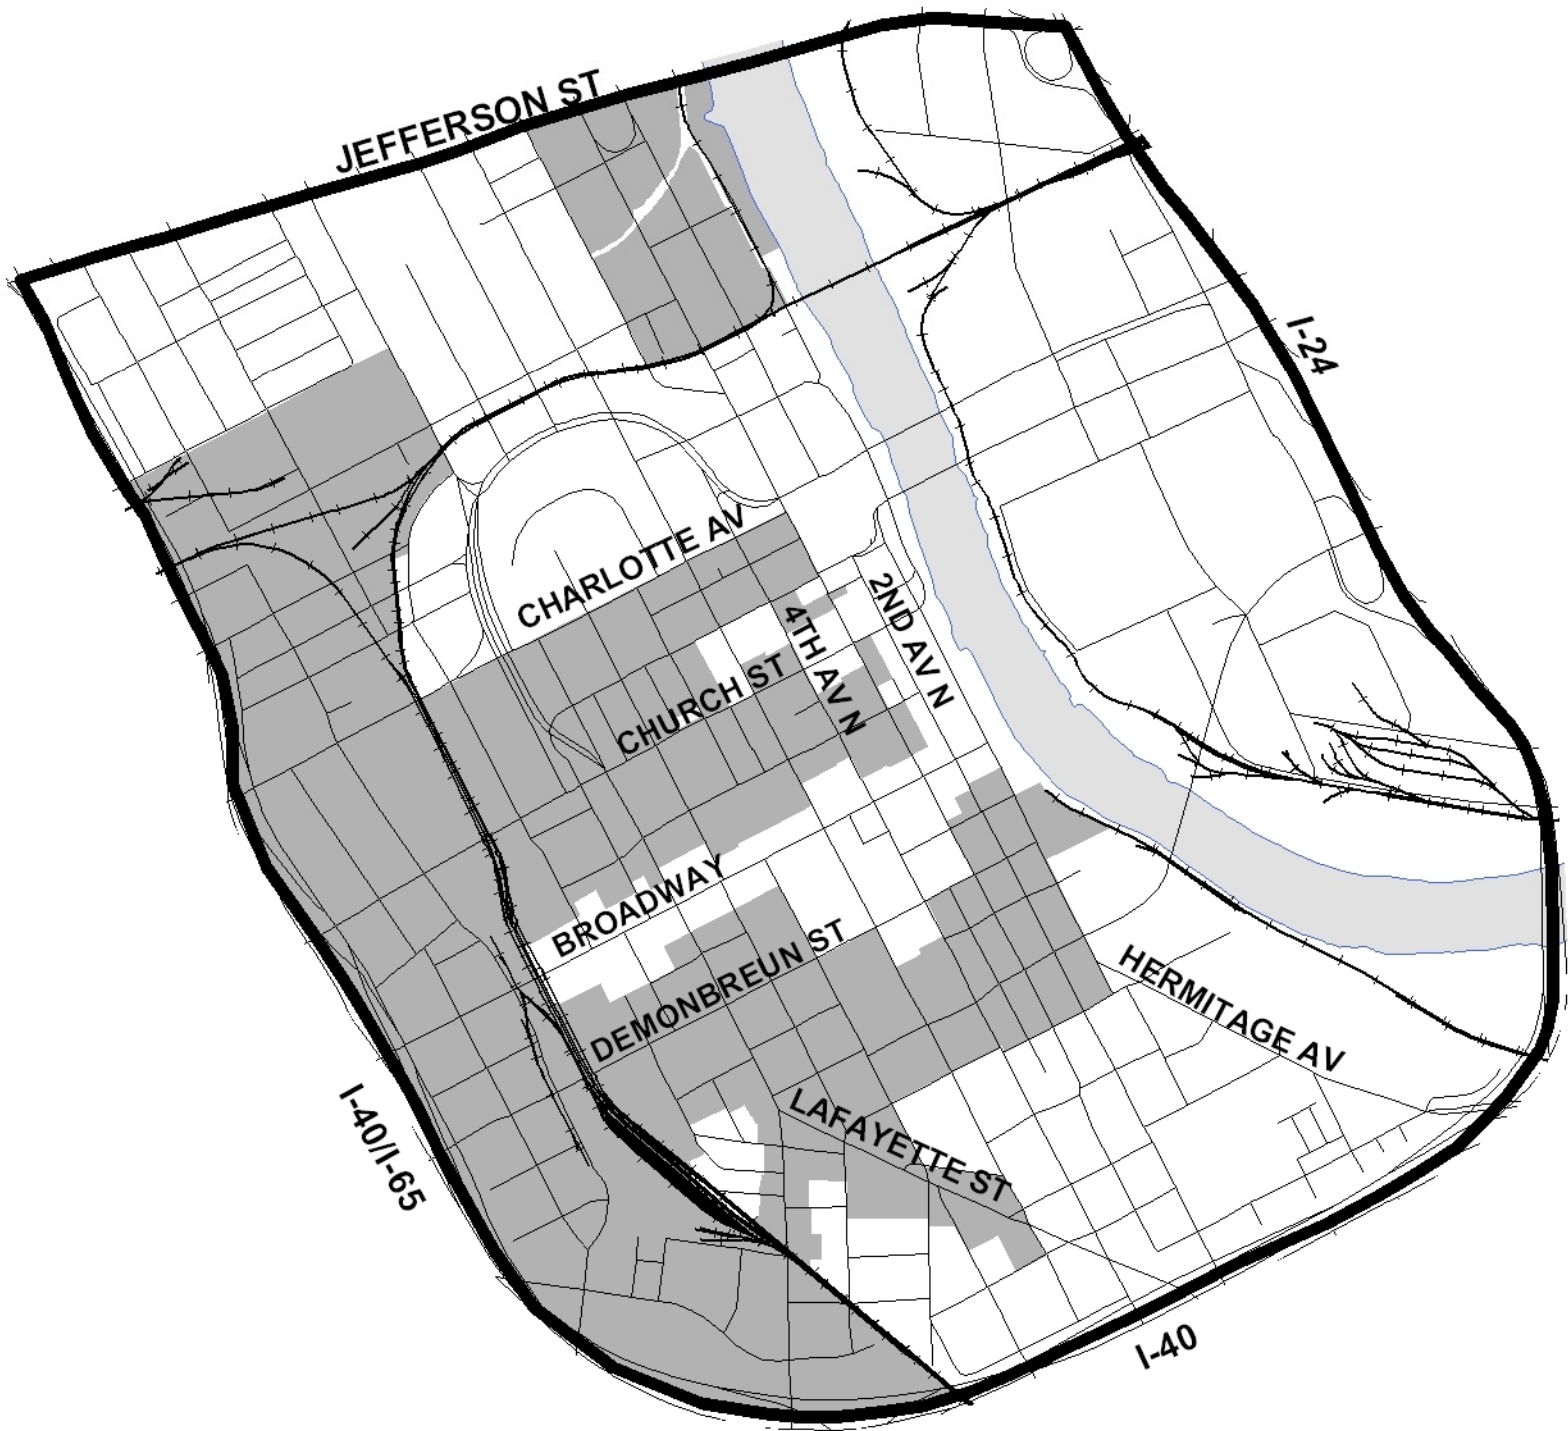 JEFFERSON ST
I-24
CHARLOTTE AV
2ND AV N
4TH AV N
CHURCH ST
BROADWAY
DEMONBREUN ST
HERMITAGE AV
LAFAYETTE ST
I-40/I-65
I-40